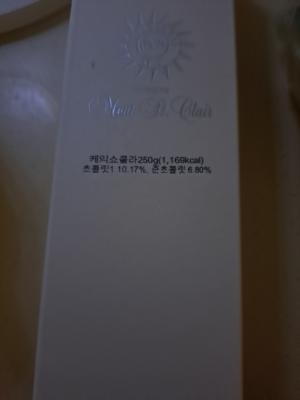 Mont St. Clair
케익쇼콜라250g(1,169kcal)
초콜릿1 10.17%, 준초콜릿 6.80%